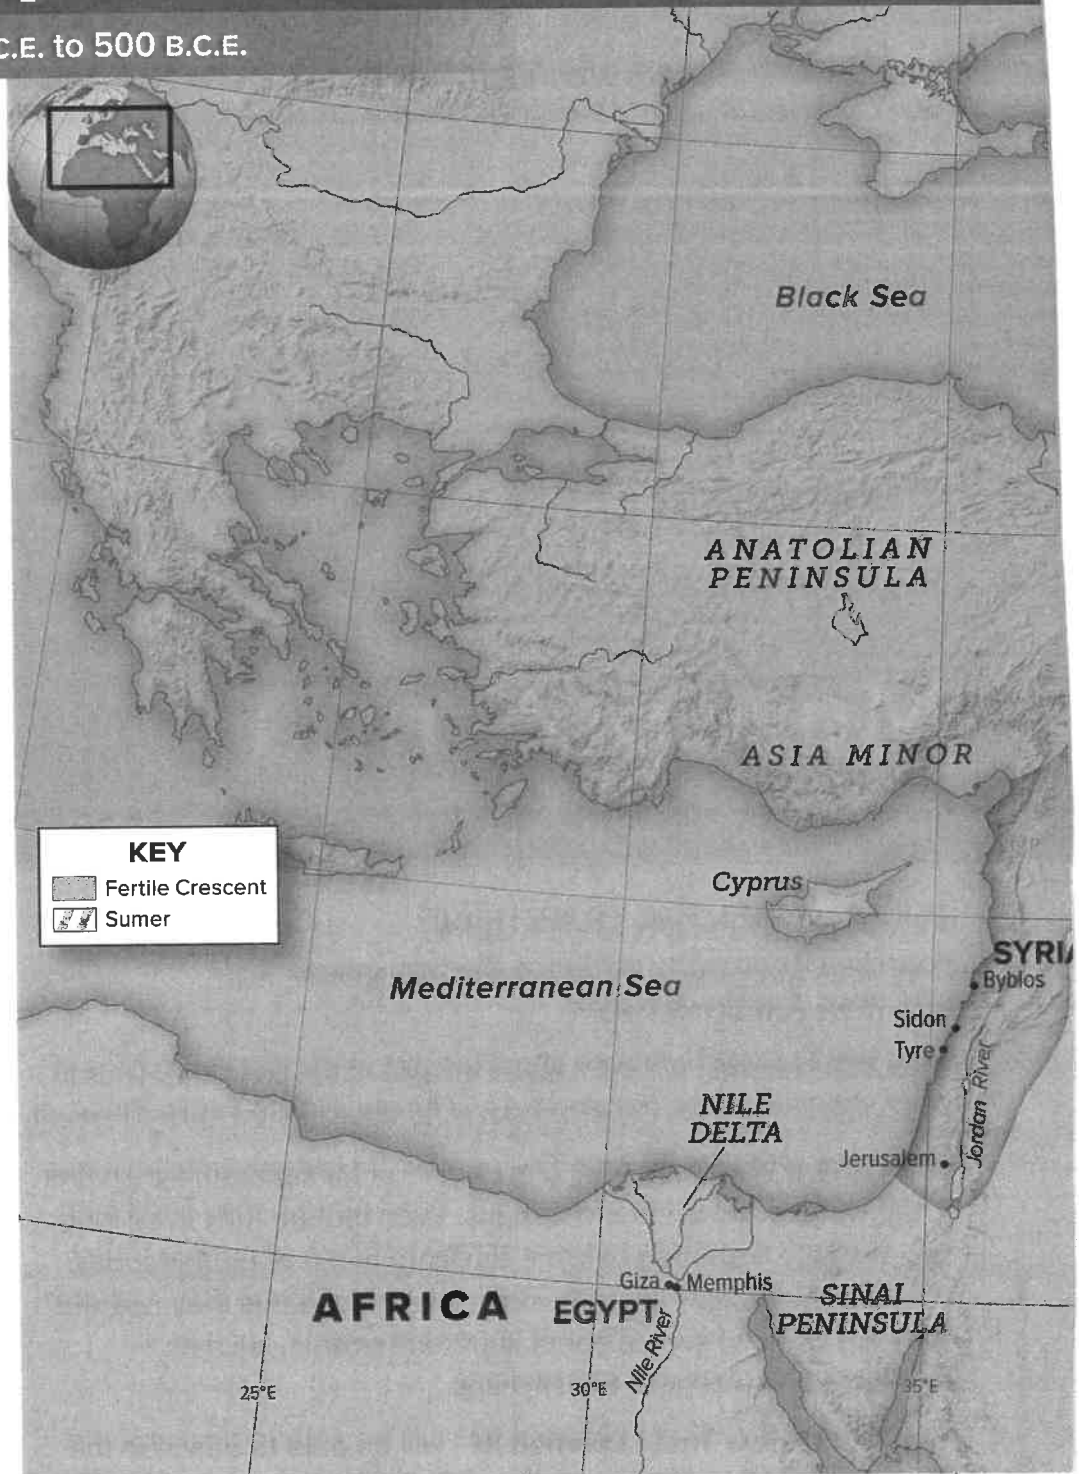 C.E. to 500 B.C.E.
Black Sea
ANATOLIAN
PENINSULA
ASIA MINOR
KEY
Fertile Crescent
Sumer
Cyprus
SYRIA
Mediterranean Sea
Byblos
Sidon
Tyre
Jordan River
NILE
DELTA
Jerusalem
Giza
Memphis
AFRICA
EGYPT
SINAI
PENINSULA
Nile River
25°E
30°E
35°E